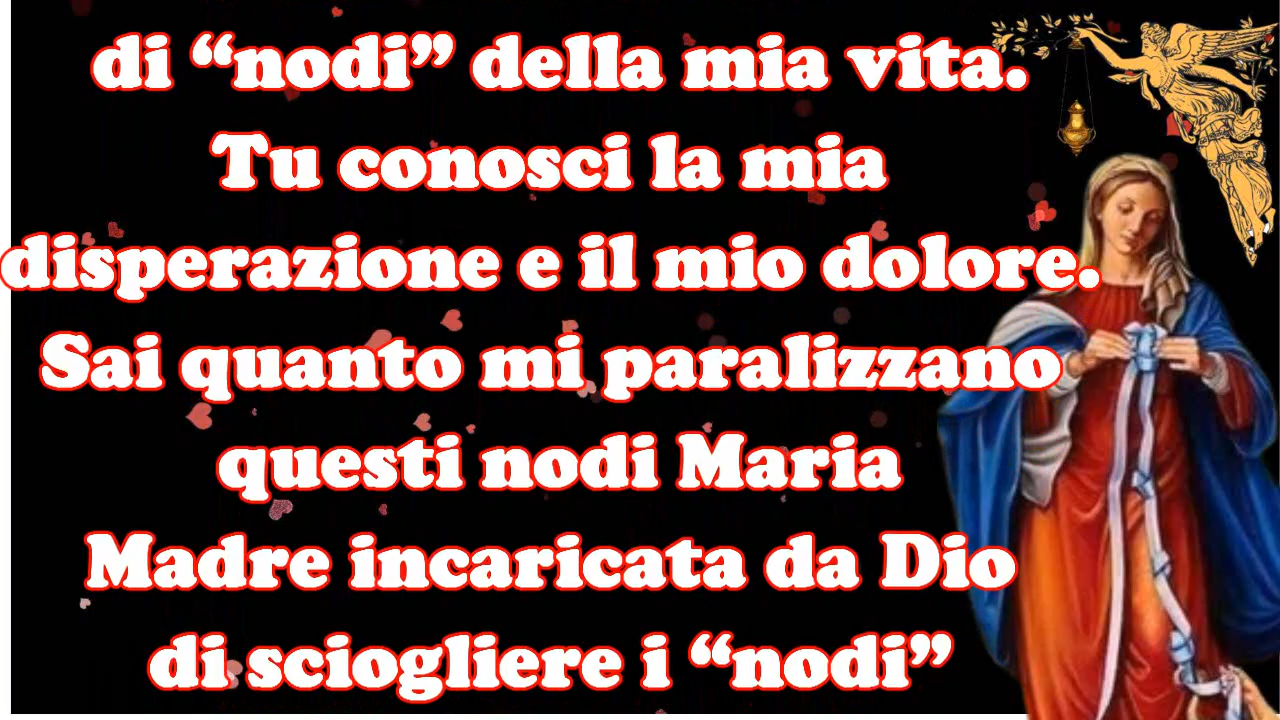 di “nodi” della mia vita.
Tu conosci la mia
disperazione e il mio dolore.
Sai quanto mi paralizzano
questi nodi Maria
Madre incaricata da Dio
di sciogliere i “nodi”